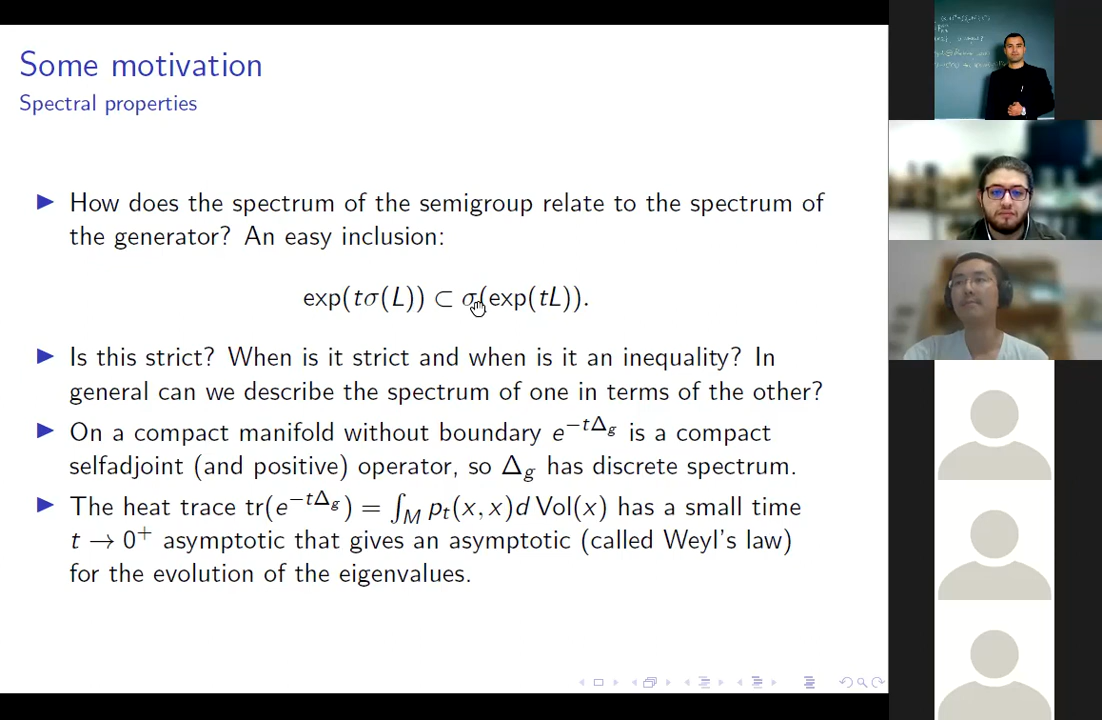 Some motivation
Spectral properties
How does the spectrum of the semigroup relate to the spectrum of
the generator? An easy inclusion:
exp(tσ(L)) ⊂ σ(exp(tL)).
Is this strict? When is it strict and when is it an inequality? In
general can we describe the spectrum of one in terms of the other?
On a compact manifold without boundary e^{−tΔ_g} is a compact
selfadjoint (and positive) operator, so Δ_g has discrete spectrum.
The heat trace tr(e^{−tΔ_g}) = ∫_M p_t(x, x)d Vol(x) has a small time
t → 0⁺ asymptotic that gives an asymptotic (called Weyl's law)
for the evolution of the eigenvalues.